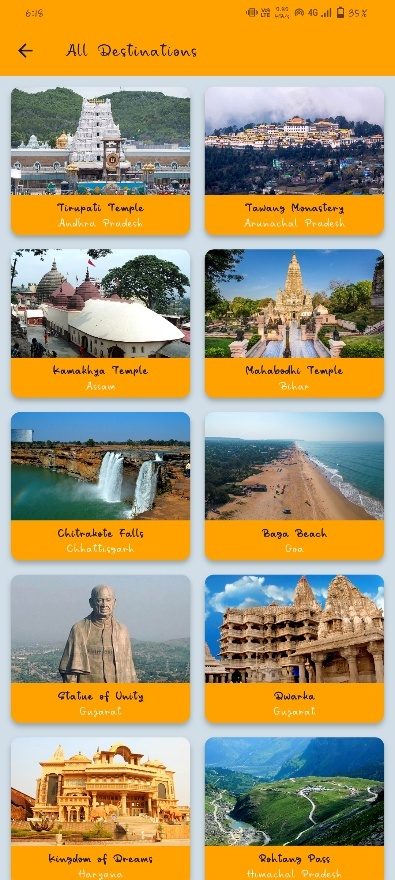 6:18
4G 35%
All Destinations
Tirupati Temple
Andhra Pradesh
Tawang Monastery
Arunachal Pradesh
Kamakhya Temple
Assam
Mahabodhi Temple
Bihar
Chitrakote Falls
Chhattisgarh
Baga Beach
Goa
Statue of Unity
Gujarat
Dwarka
Gujarat
Kingdom of Dreams
Haryana
Rohtang Pass
Himachal Pradesh